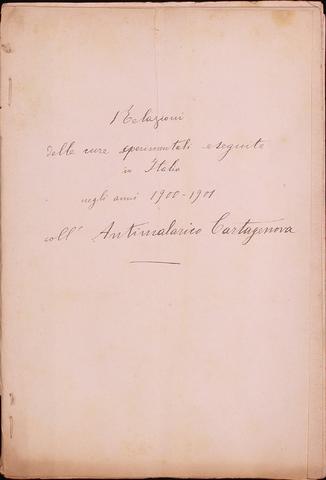 Relazioni
delle cure sperimentali eseguite
in Italia
negli anni 1900-1901
coll' Antimalarico Cartagenova